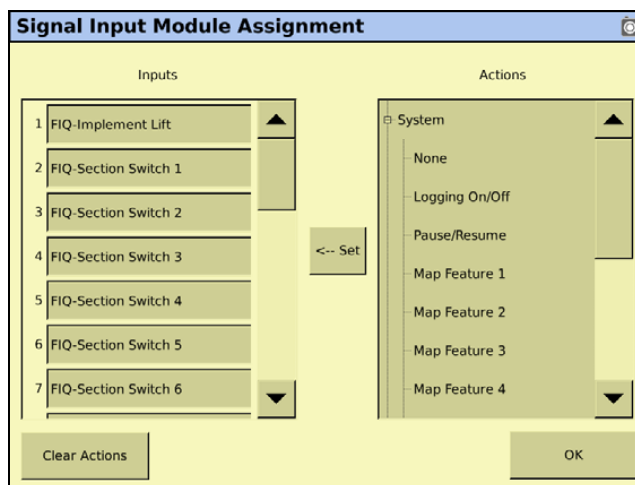 Signal Input Module Assignment
Inputs
Actions
1 FIQ-Implement Lift
2 FIQ-Section Switch 1
3 FIQ-Section Switch 2
4 FIQ-Section Switch 3
5 FIQ-Section Switch 4
6 FIQ-Section Switch 5
7 FIQ-Section Switch 6
<-- Set
System
None
Logging On/Off
Pause/Resume
Map Feature 1
Map Feature 2
Map Feature 3
Map Feature 4
Clear Actions
OK